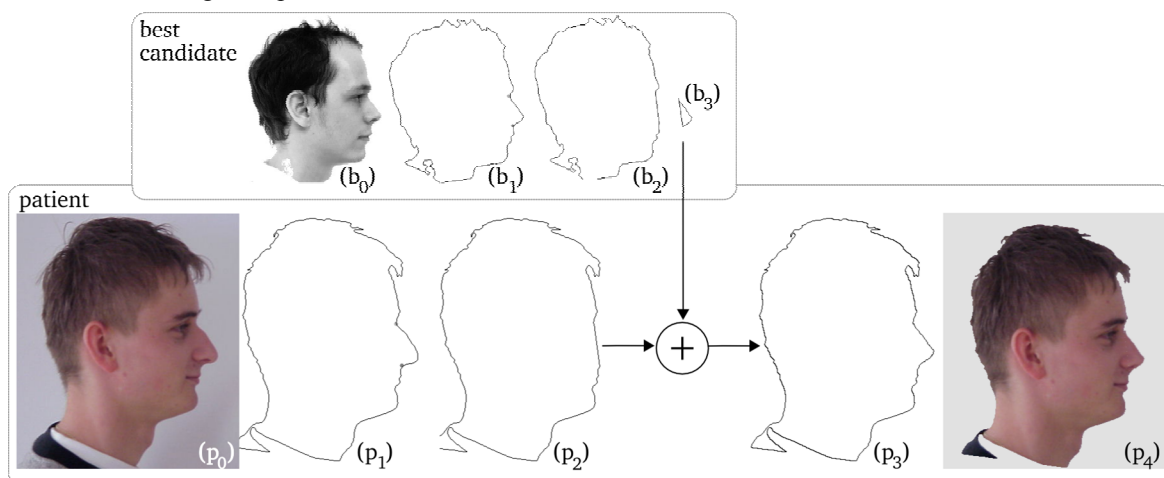 best
candidate
(b₀)
(b₁)
(b₂)
(b₃)
patient
(p₀)
(p₁)
(p₂)
+
(p₃)
(p₄)